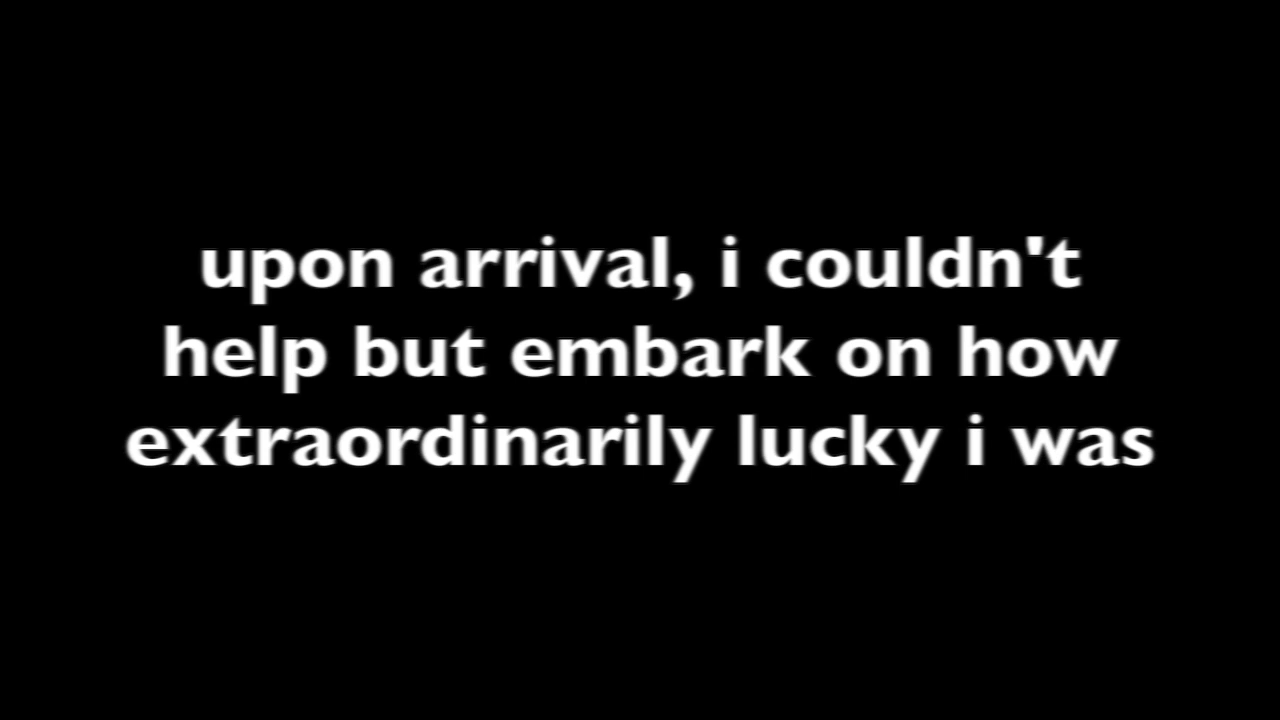 upon arrival, i couldn't
help but embark on how
extraordinarily lucky i was